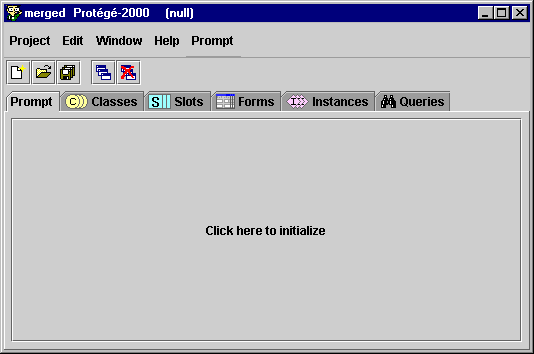 merged Protégé-2000 (null)
Project Edit Window Help Prompt
Prompt C Classes S Slots Forms I Instances Queries
Click here to initialize